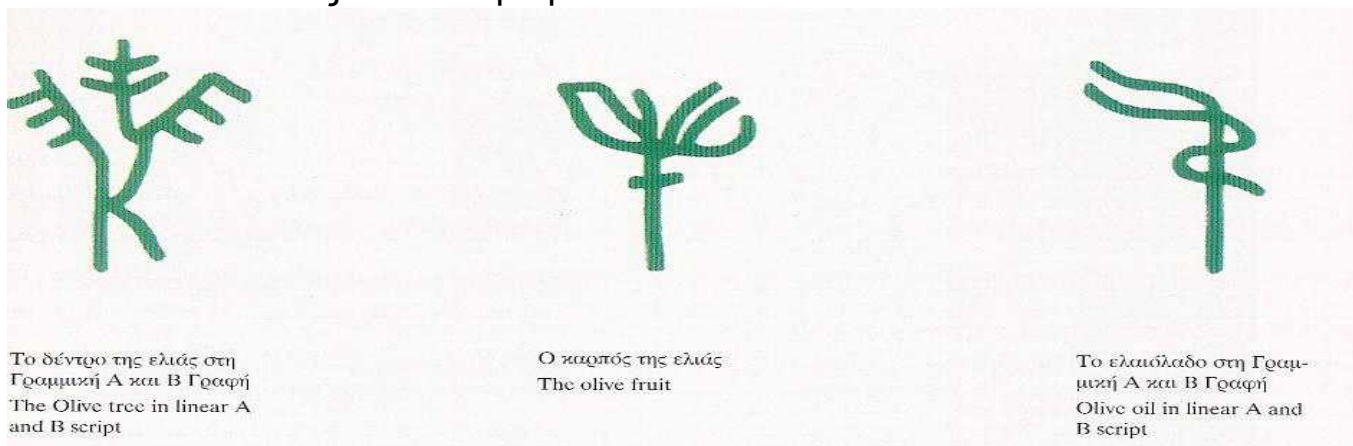 Το δέντρο της ελιάς στη
Γραμμική Α και Β Γραφή
The Olive tree in linear A
and B script
Ο καρπός της ελιάς
The olive fruit
Το ελαιόλαδο στη Γραμ-
μική Α και Β Γραφή
Olive oil in linear A and
B script